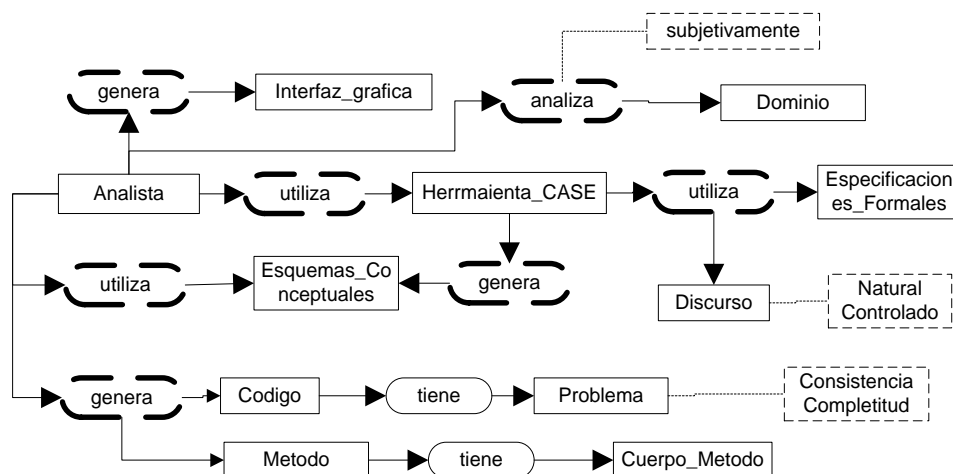 subjetivamente
genera
Interfaz_grafica
analiza
Dominio
Analista
utiliza
Herrmaienta_CASE
utiliza
Especificacion
es_Formales
utiliza
Esquemas_Co
nceptuales
genera
Discurso
Natural
Controlado
genera
Codigo
tiene
Problema
Consistencia
Completitud
Metodo
tiene
Cuerpo_Metodo